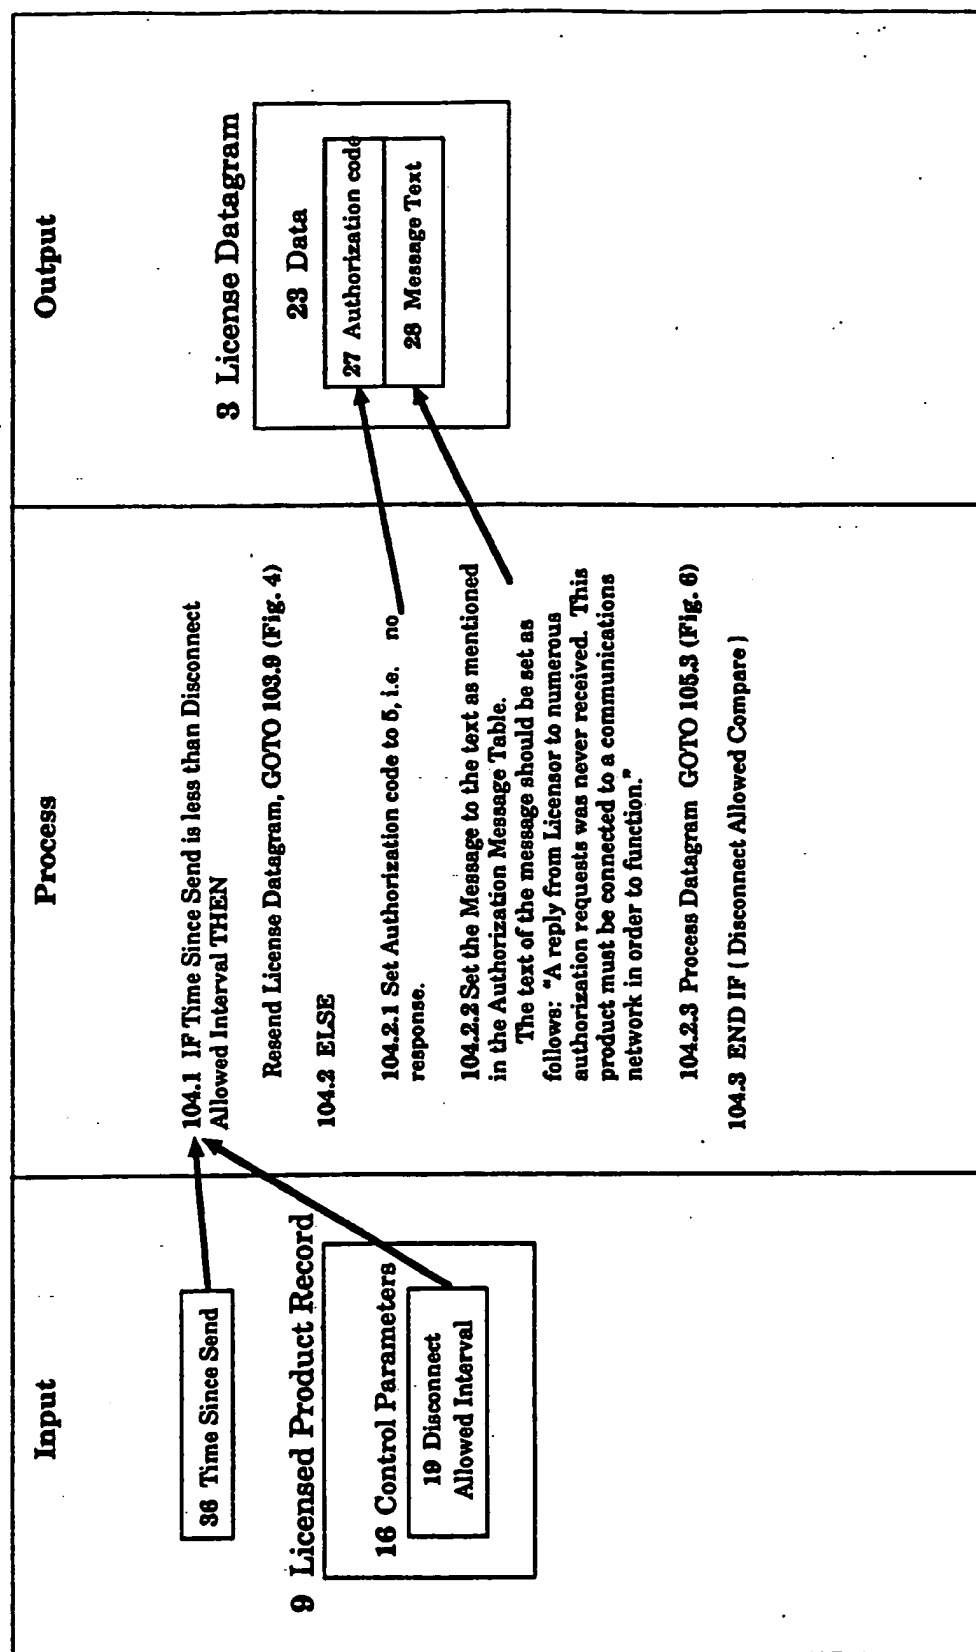 Input
36 Time Since Send
9 Licensed Product Record
16 Control Parameters
19 Disconnect
Allowed Interval
Process
104.1 IF Time Since Send is less than Disconnect
Allowed Interval THEN
Resend License Datagram, GOTO 103.9 (Fig. 4)
104.2 ELSE
104.2.1 Set Authorization code to 5, i.e. no
response.
104.2.2 Set the Message to the text as mentioned
in the Authorization Message Table.
The text of the message should be set as
follows: "A reply from Licensor to numerous
authorization requests was never received. This
product must be connected to a communications
network in order to function."
104.2.3 Process Datagram GOTO 105.3 (Fig. 6)
104.3 END IF ( Disconnect Allowed Compare )
Output
3 License Datagram
23 Data
27 Authorization code
28 Message Text